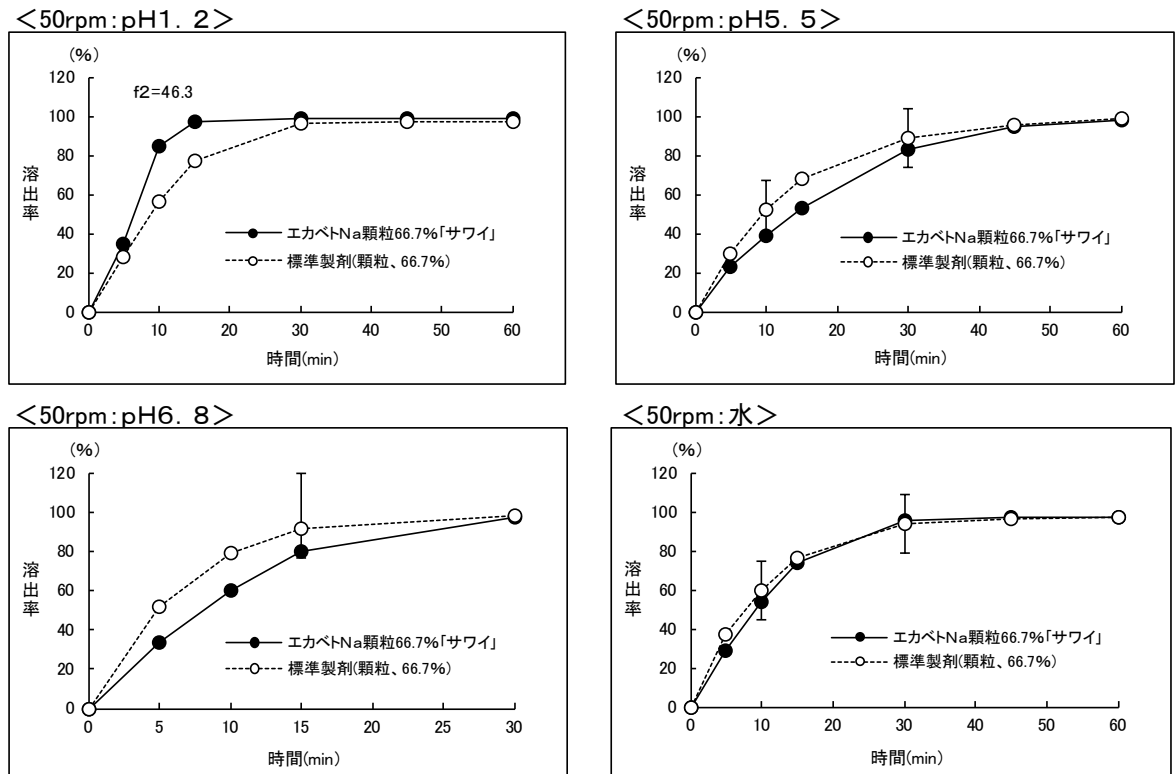 <50rpm:pH1.2>
(%)
120
100
80
60
40
20
0
f2=46.3
溶出率
エカベトNa顆粒66.7%「サワイ」
標準製剤(顆粒、66.7%)
0 10 20 30 40 50 60
時間(min)
<50rpm:pH5.5>
(%)
120
100
80
60
40
20
0
溶出率
エカベトNa顆粒66.7%「サワイ」
標準製剤(顆粒、66.7%)
0 10 20 30 40 50 60
時間(min)
<50rpm:pH6.8>
(%)
120
100
80
60
40
20
0
溶出率
エカベトNa顆粒66.7%「サワイ」
標準製剤(顆粒、66.7%)
0 5 10 15 20 25 30
時間(min)
<50rpm:水>
(%)
120
100
80
60
40
20
0
溶出率
エカベトNa顆粒66.7%「サワイ」
標準製剤(顆粒、66.7%)
0 10 20 30 40 50 60
時間(min)